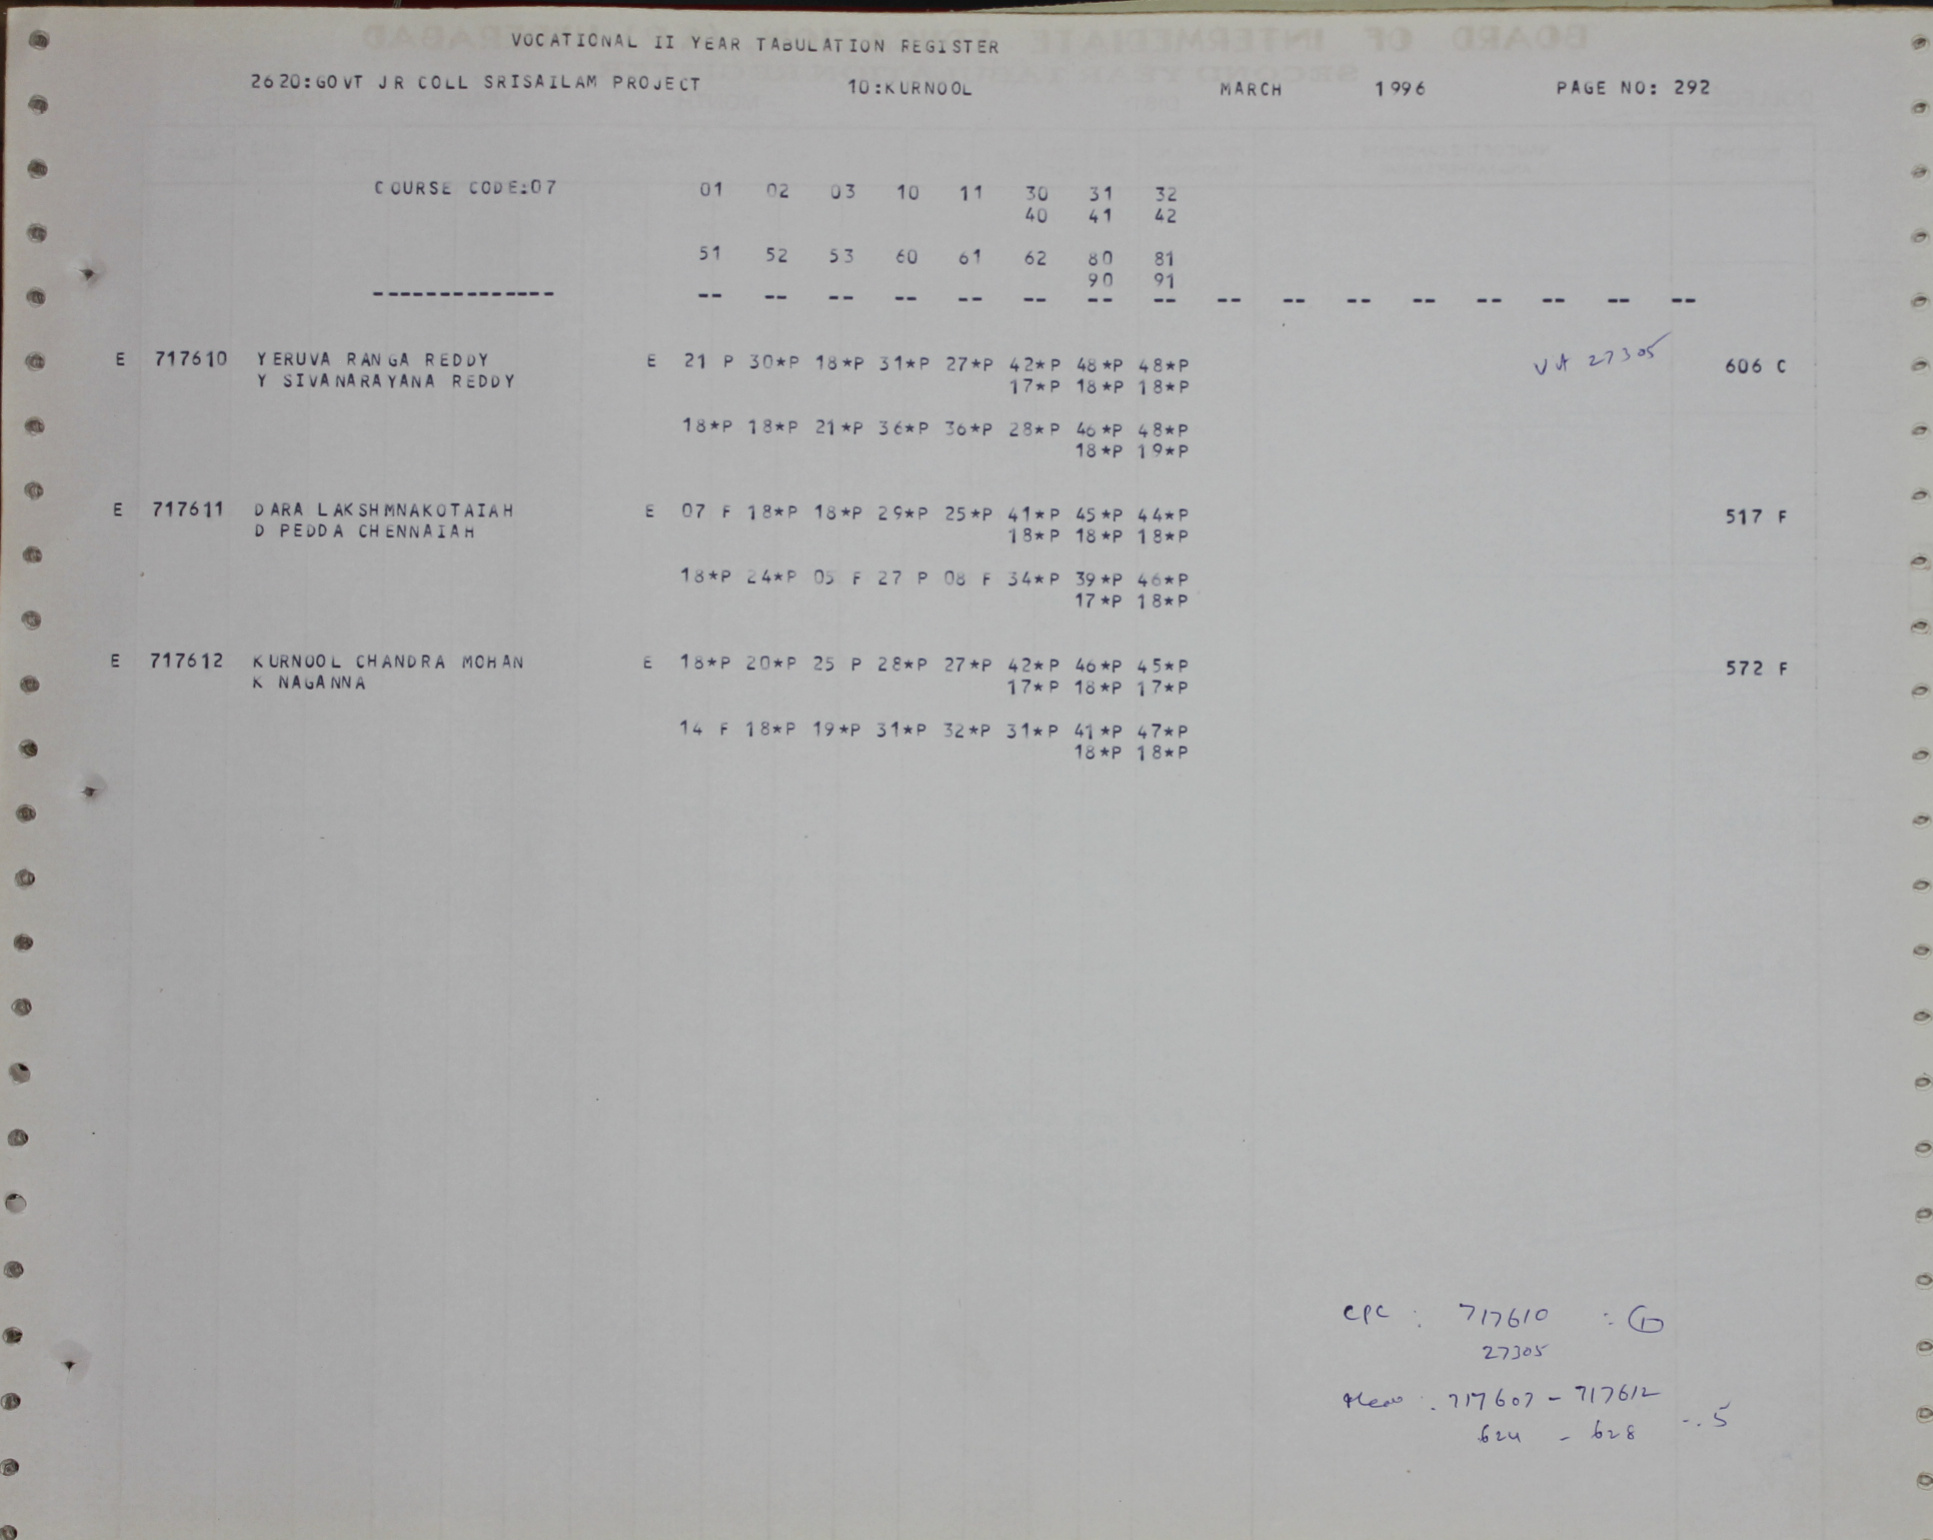 VOCATIONAL II YEAR TABULATION REGISTER
2620:GOVT JR COLL SRISAILAM PROJECT 10:KURNOOL MARCH 1996 PAGE NO: 292
COURSE CODE:07 01 02 03 10 11 30 31 32
40 41 42
51 52 53 60 61 62 80 81
90 91
-------------- -- -- -- -- -- -- -- -- -- -- -- -- -- -- -- --
E 717610 YERUVA RANGA REDDY E 21 P 30*P 18*P 31*P 27*P 42*P 48*P 48*P VA 27305 606 C
Y SIVANARAYANA REDDY 17*P 18*P 18*P
18*P 18*P 21*P 36*P 36*P 28*P 46*P 48*P
18*P 19*P
E 717611 DARA LAKSHMNAKOTAIAH E 07 F 18*P 18*P 29*P 25*P 41*P 45*P 44*P 517 F
D PEDDA CHENNAIAH 18*P 18*P 18*P
18*P 24*P 05 F 27 P 08 F 34*P 39*P 46*P
17*P 18*P
E 717612 KURNOOL CHANDRA MOHAN E 18*P 20*P 25 P 28*P 27*P 42*P 46*P 45*P 572 F
K NAGANNA 17*P 18*P 17*P
14 F 18*P 19*P 31*P 32*P 31*P 41*P 47*P
18*P 18*P
CPC : 717610 : 1
27305
: 717607 - 717612
624 - 628 -. 5